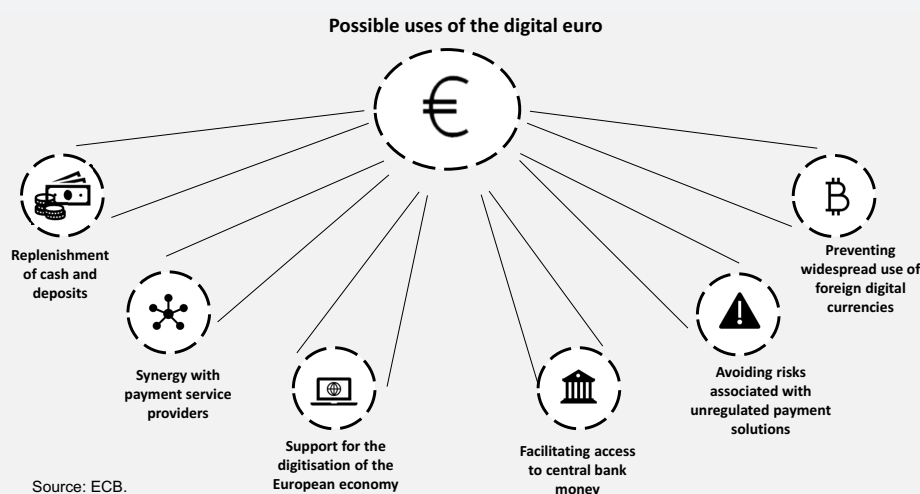 Possible uses of the digital euro
€
Replenishment
of cash and
deposits
Synergy with
payment service
providers
Support for the
digitisation of the
European economy
Facilitating access
to central bank
money
Avoiding risks
associated with
unregulated payment
solutions
Preventing
widespread use of
foreign digital
currencies
Source: ECB.